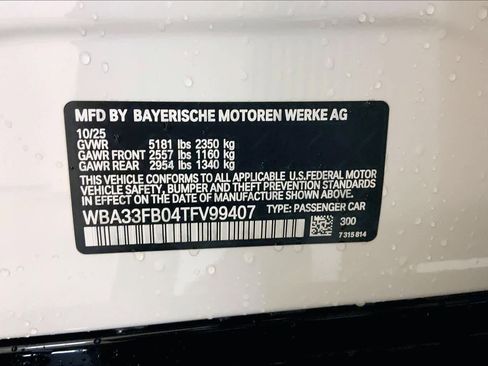 MFD BY BAYERISCHE MOTOREN WERKE AG
10/25
GVWR 5181 lbs 2350 kg
GAWR FRONT 2557 lbs 1160 kg
GAWR REAR 2954 lbs 1340 kg
THIS VEHICLE CONFORMS TO ALL APPLICABLE U.S.FEDERAL MOTOR
VEHICLE SAFETY, BUMPER AND THEFT PREVENTION STANDARDS
IN EFFECT ON THE DATE OF MANUFACTURE SHOWN ABOVE.
WBA33FB04TFV99407 TYPE: PASSENGER CAR
300
7 315 814